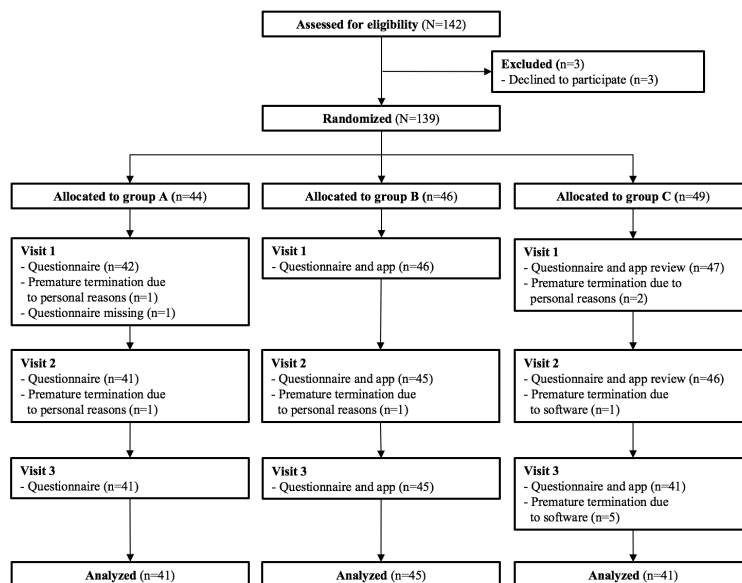 Assessed for eligibility (N=142)
Excluded (n=3)
- Declined to participate (n=3)
Randomized (N=139)
Allocated to group A (n=44)
Allocated to group B (n=46)
Allocated to group C (n=49)
Visit 1
- Questionnaire (n=42)
- Premature termination due
to personal reasons (n=1)
- Questionnaire missing (n=1)
Visit 1
- Questionnaire and app (n=46)
Visit 1
- Questionnaire and app review (n=47)
- Premature termination due to
personal reasons (n=2)
Visit 2
- Questionnaire (n=41)
- Premature termination due
to personal reasons (n=1)
Visit 2
- Questionnaire and app (n=45)
- Premature termination due
to personal reasons (n=1)
Visit 2
- Questionnaire and app review (n=46)
- Premature termination due
to software (n=1)
Visit 3
- Questionnaire (n=41)
Visit 3
- Questionnaire and app (n=45)
Visit 3
- Questionnaire and app (n=41)
- Premature termination due
to software (n=5)
Analyzed (n=41)
Analyzed (n=45)
Analyzed (n=41)